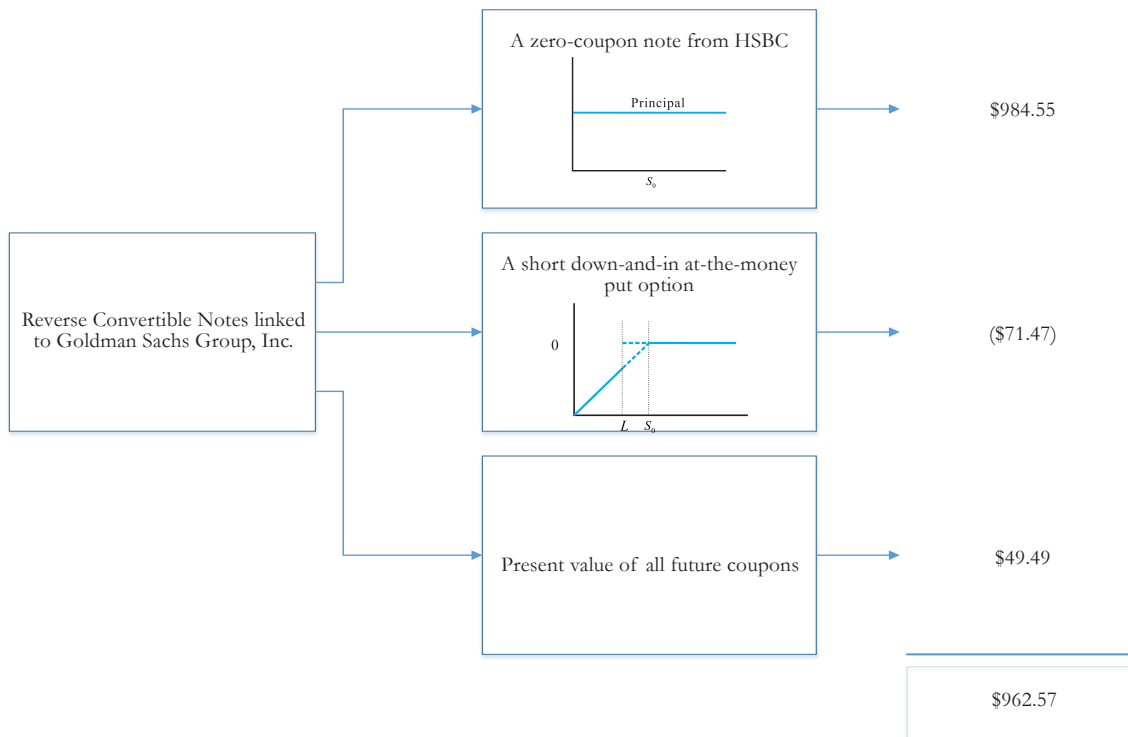 A zero-coupon note from HSBC
Principal
S₀
$984.55
Reverse Convertible Notes linked
to Goldman Sachs Group, Inc.
A short down-and-in at-the-money
put option
0
L S₀
($71.47)
Present value of all future coupons
$49.49
$962.57